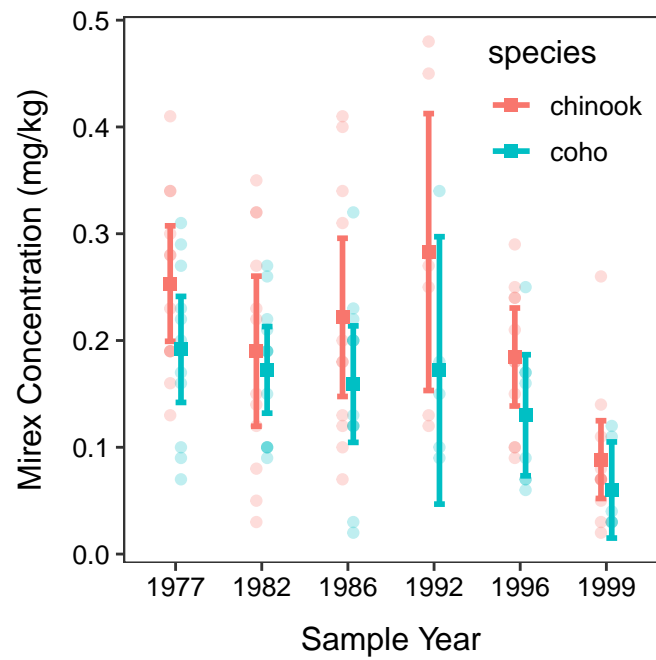 0.5
0.4
0.3
0.2
0.1
0.0
Mirex Concentration (mg/kg)
species
chinook
coho
1977 1982 1986 1992 1996 1999
Sample Year